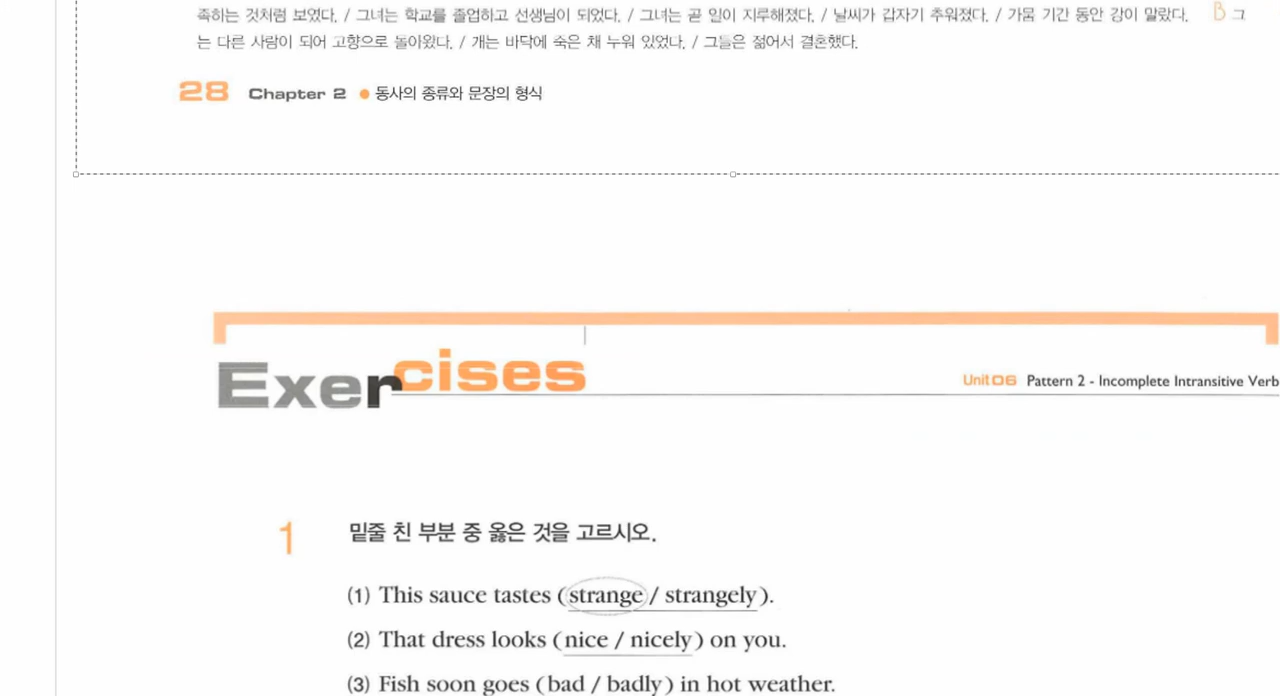 족하는 것처럼 보였다. / 그녀는 학교를 졸업하고 선생님이 되었다. / 그녀는 곧 일이 지루해졌다. / 날씨가 갑자기 추워졌다. / 가뭄 기간 동안 강이 말랐다. B 그
는 다른 사람이 되어 고향으로 돌아왔다. / 개는 바닥에 죽은 채 누워 있었다. / 그들은 젊어서 결혼했다.
28 Chapter 2 ● 동사의 종류와 문장의 형식
Exercises
Unit 06 Pattern 2 - Incomplete Intransitive Verb
1 밑줄 친 부분 중 옳은 것을 고르시오.
(1) This sauce tastes (strange / strangely).
(2) That dress looks (nice / nicely) on you.
(3) Fish soon goes (bad / badly) in hot weather.